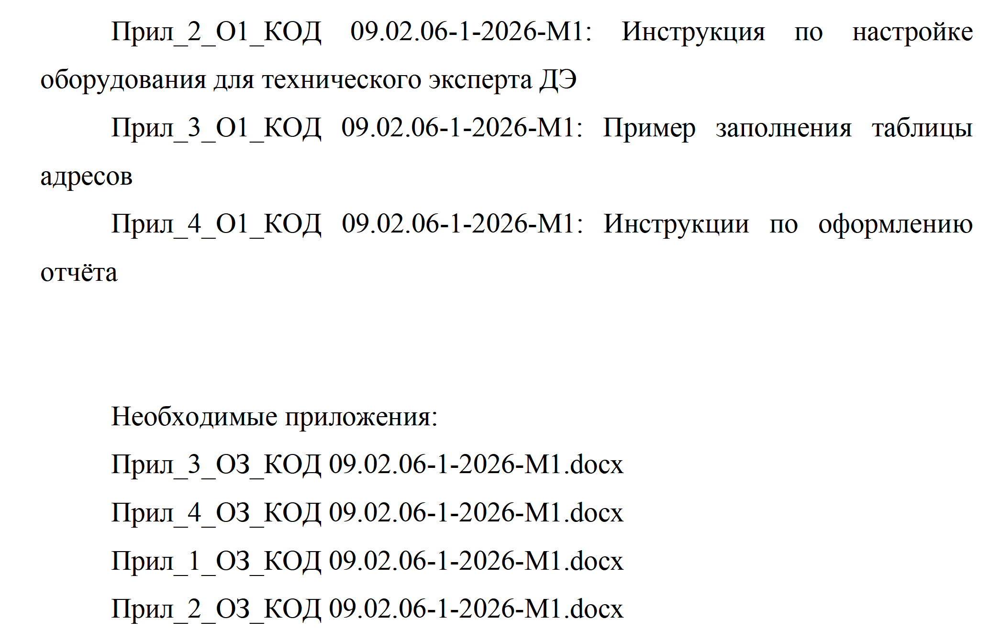 Прил_2_О1_КОД 09.02.06-1-2026-М1: Инструкция по настройке
оборудования для технического эксперта ДЭ
Прил_3_О1_КОД 09.02.06-1-2026-М1: Пример заполнения таблицы
адресов
Прил_4_О1_КОД 09.02.06-1-2026-М1: Инструкции по оформлению
отчёта
Необходимые приложения:
Прил_3_ОЗ_КОД 09.02.06-1-2026-М1.docx
Прил_4_ОЗ_КОД 09.02.06-1-2026-М1.docx
Прил_1_ОЗ_КОД 09.02.06-1-2026-М1.docx
Прил_2_ОЗ_КОД 09.02.06-1-2026-М1.docx